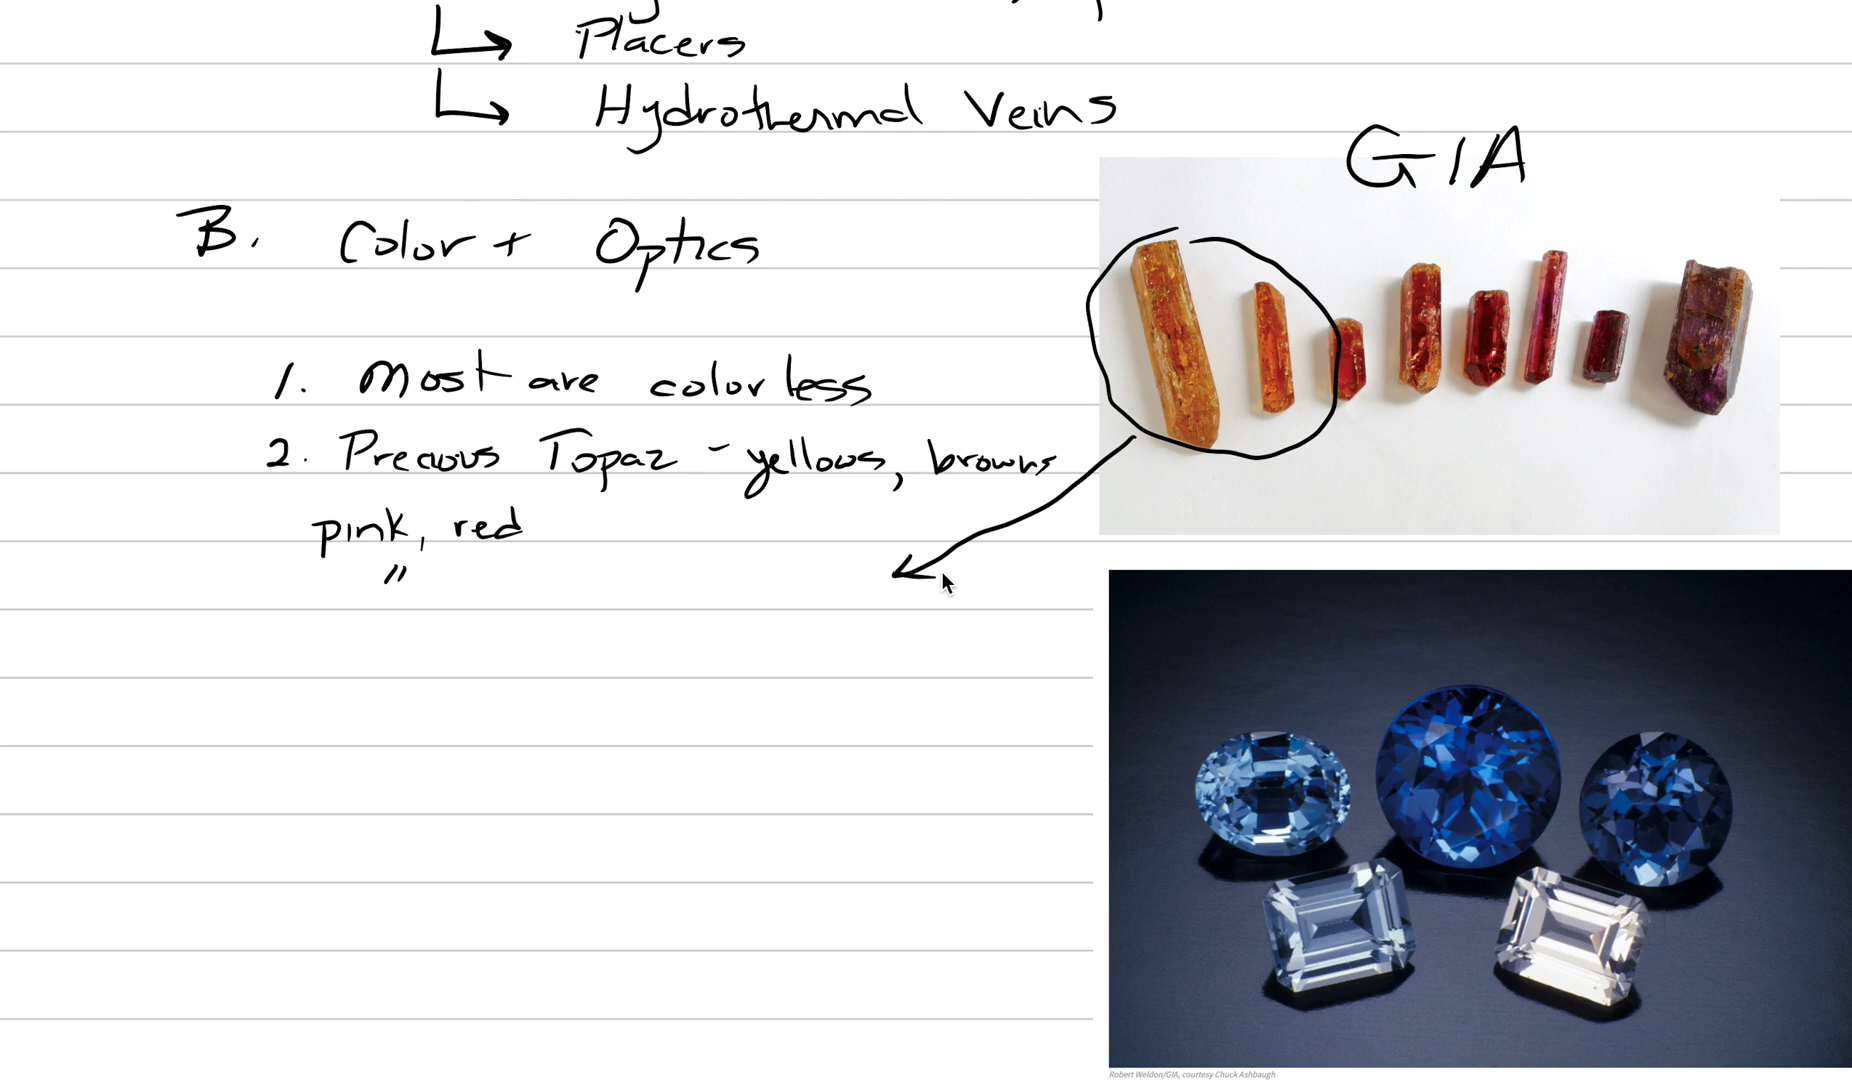 Placers
Hydrothermal Veins
GIA
B. Color + Optics
1. Most are colorless
2. Precious Topaz - yellows, browns
pink, red
"
Robert Weldon/GIA, courtesy Chuck Ashbaugh